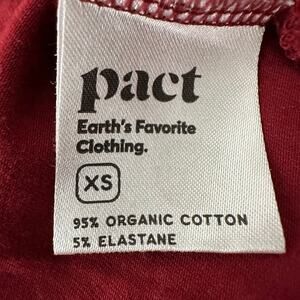 pact
Earth's Favorite
Clothing.
XS
95% ORGANIC COTTON
5% ELASTANE